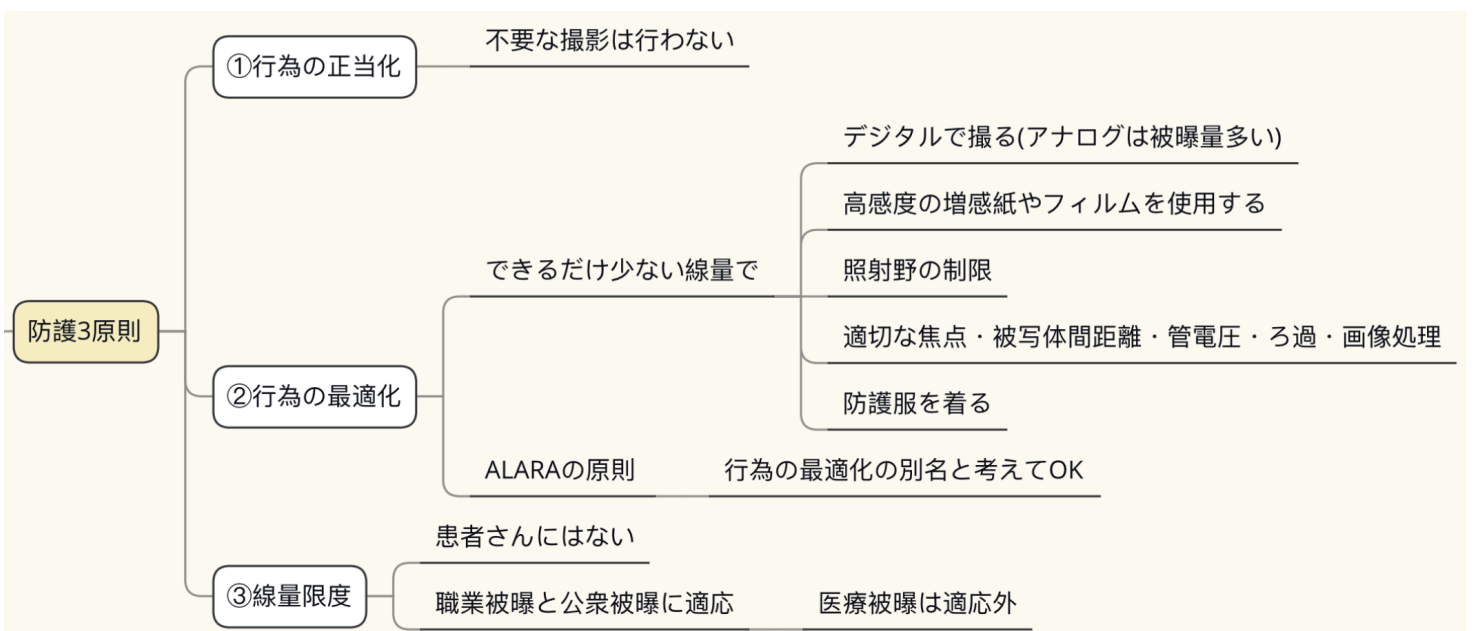 防護3原則
①行為の正当化
不要な撮影は行わない
②行為の最適化
できるだけ少ない線量で
デジタルで撮る(アナログは被曝量多い)
高感度の増感紙やフィルムを使用する
照射野の制限
適切な焦点・被写体間距離・管電圧・ろ過・画像処理
防護服を着る
ALARAの原則
行為の最適化の別名と考えてOK
③線量限度
患者さんにはない
職業被曝と公衆被曝に適応
医療被曝は適応外